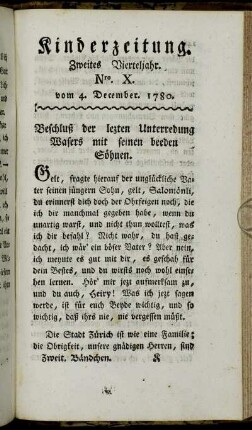 Kinderzeitung.
Zweites Vierteljahr.
Nro. X.
vom 4. December. 1780.
Beschluß der lezten Unterredung
Wasers mit seinen beeden
Söhnen.
Gelt, fragte hierauf der unglückliche Va-
ter seinen jüngern Sohn, gelt, Salomönli,
du erinnerst dich doch der Ohrfeigen noch, die
ich dir manchmal gegeben habe, wenn du
unartig warst, und nicht thun wolltest, was
ich dir befahl? Nicht wahr, du hast ge-
dacht, ich wär ein böser Vater? Aber nein,
ich meynte es gut mit dir, es geschah für
dein Bestes, und du wirsts noch wohl einse-
hen lernen. Hör' mir jezt aufmerksam zu,
und du auch, Heiry! Was ich jezt sagen
werde, ist für euch Beyde wichtig, und so
wichtig, daß ihrs nie, nie vergessen müßt.
Die Stadt Zürich ist wie eine Familie;
die Obrigkeit, unsere gnädigen Herren, sind
Zweit. Bändchen. K